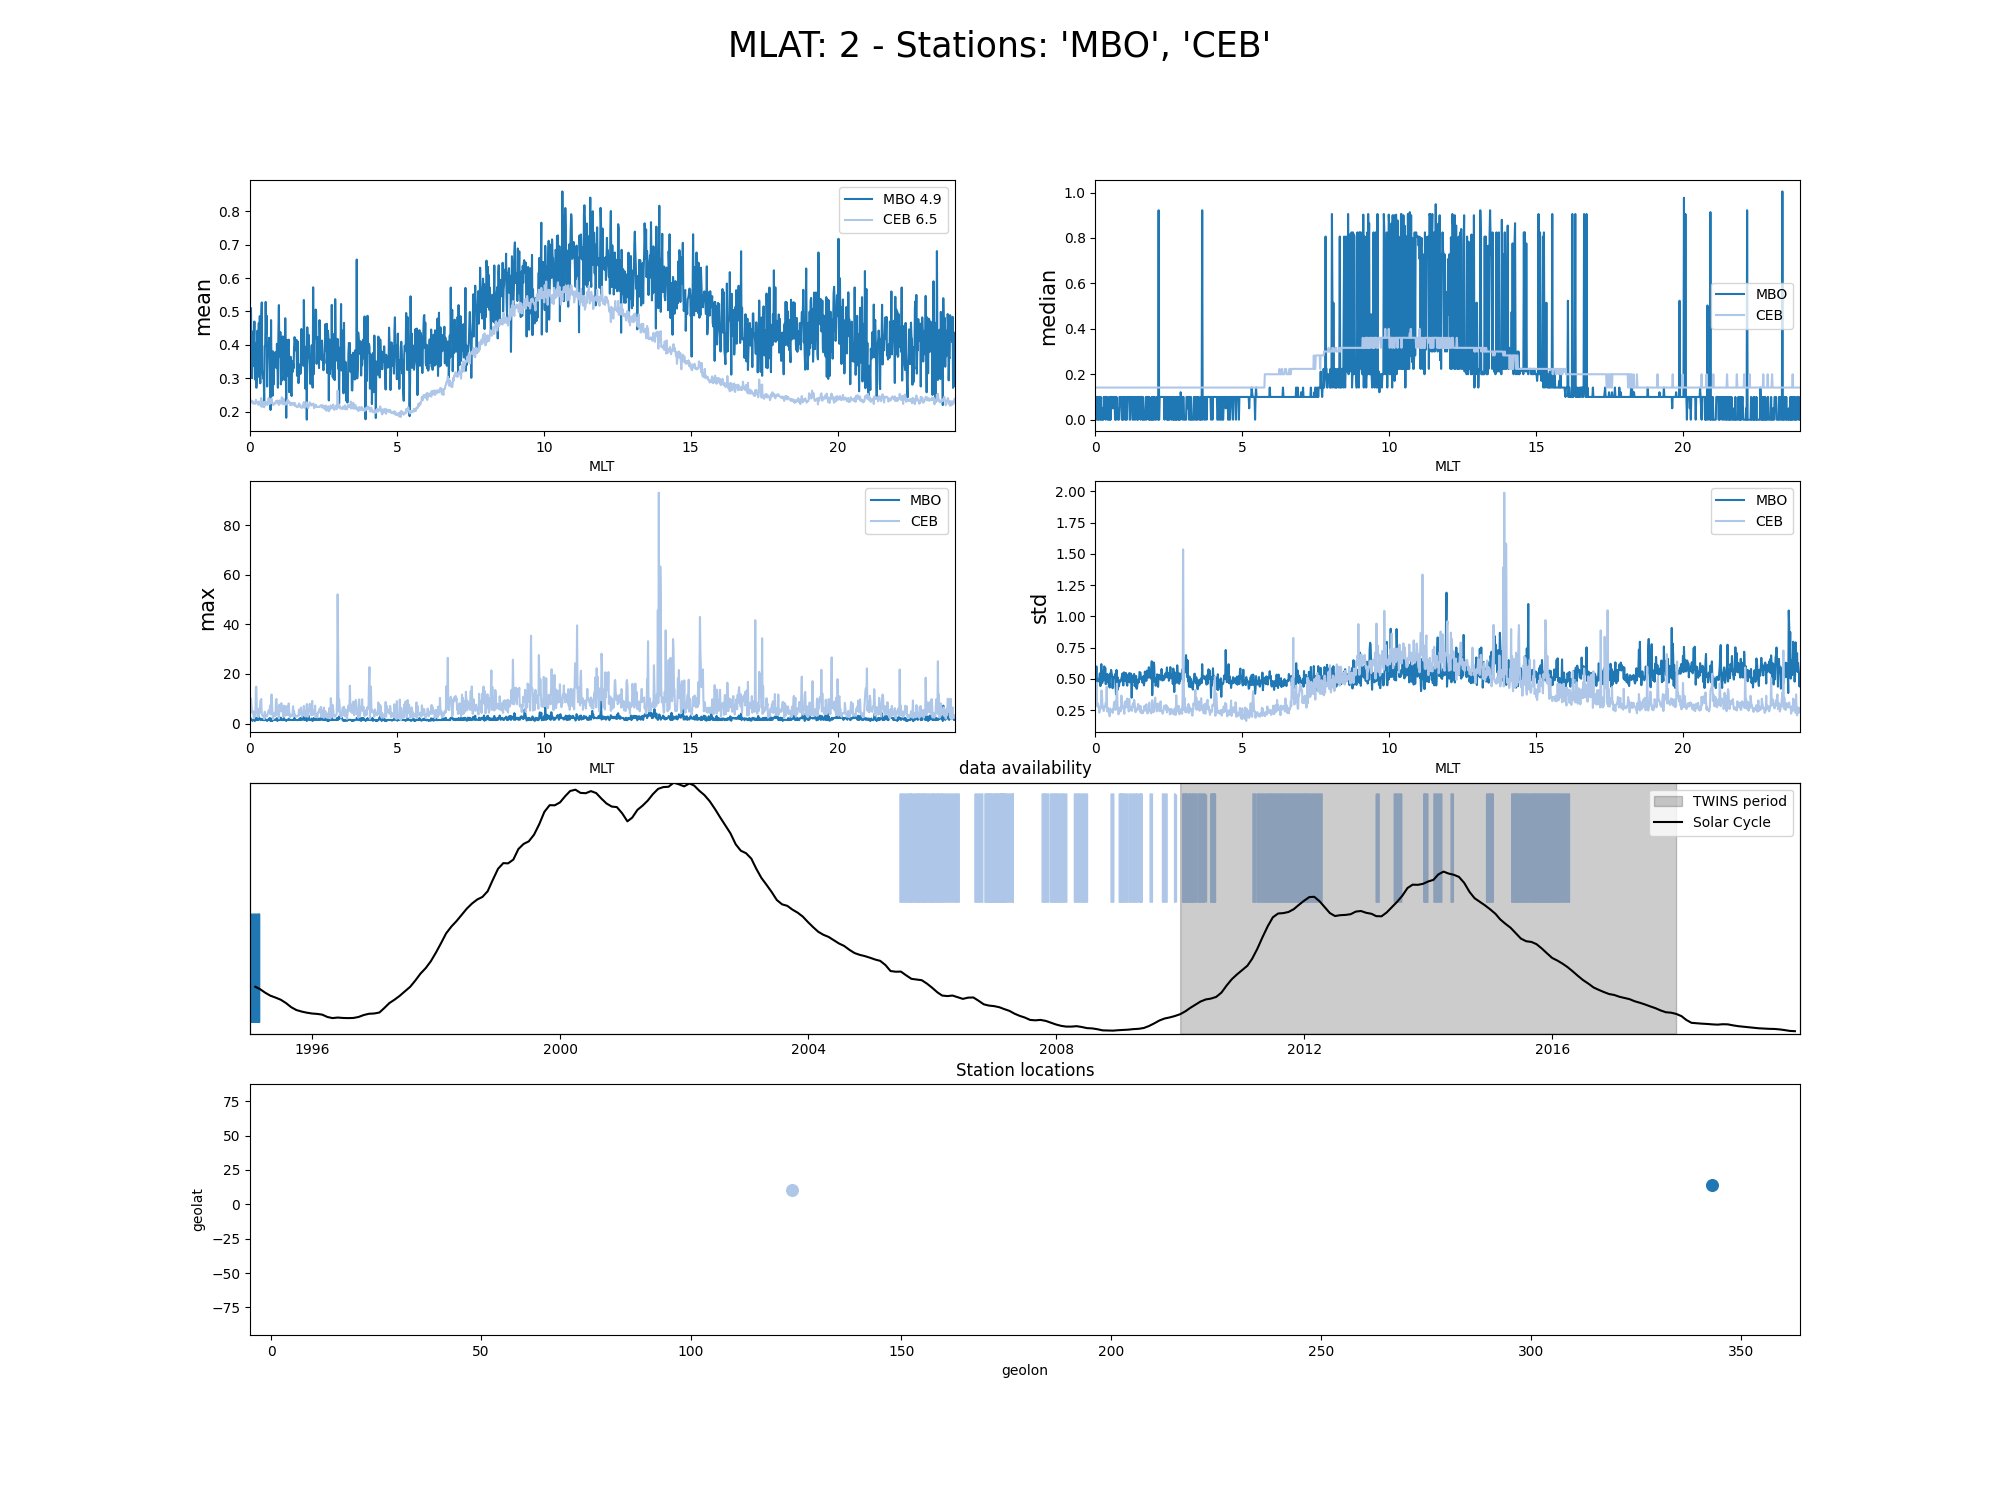 MLAT: 2 - Stations: 'MBO', 'CEB'
mean
0.8
0.7
0.6
0.5
0.4
0.3
0.2
0 5 10 15 20
MLT
MBO 4.9
CEB 6.5
median
1.0
0.8
0.6
0.4
0.2
0.0
0 5 10 15 20
MLT
MBO
CEB
max
80
60
40
20
0
0 5 10 15 20
MLT
MBO
CEB
std
2.00
1.75
1.50
1.25
1.00
0.75
0.50
0.25
0 5 10 15 20
MLT
MBO
CEB
data availability
TWINS period
Solar Cycle
1996 2000 2004 2008 2012 2016
Station locations
geolat
75
50
25
0
−25
−50
−75
0 50 100 150 200 250 300 350
geolon